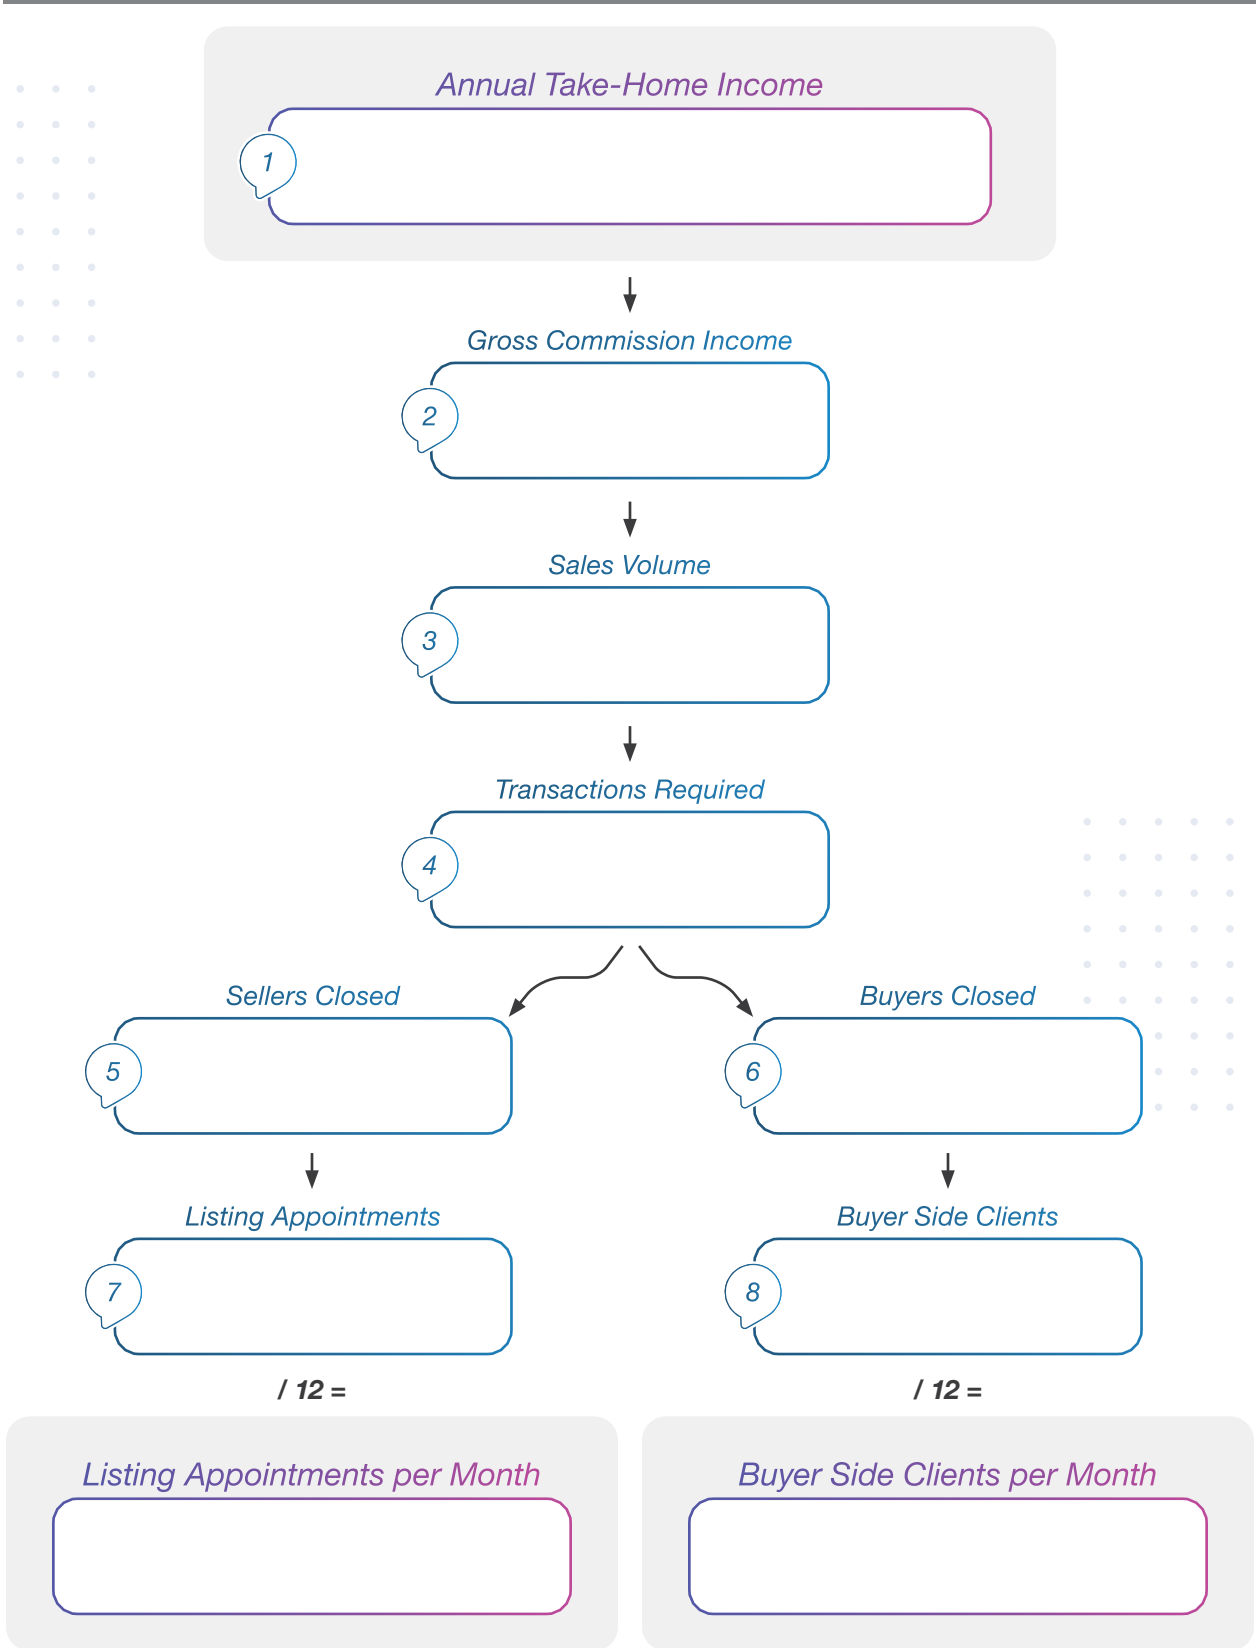 Annual Take-Home Income
1
Gross Commission Income
2
Sales Volume
3
Transactions Required
4
Sellers Closed
5
Buyers Closed
6
Listing Appointments
7
Buyer Side Clients
8
/ 12 =
/ 12 =
Listing Appointments per Month
Buyer Side Clients per Month